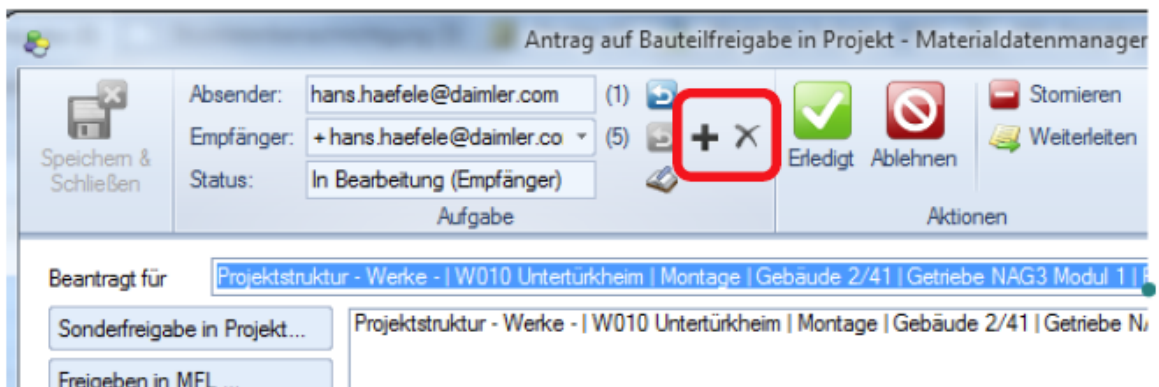 Antrag auf Bauteilfreigabe in Projekt - Materialdatenmanager
Absender: hans.haefele@daimler.com (1)
Stornieren
Empfänger: + hans.haefele@daimler.co (5)
Weiterleiten
Speichern &
Schließen
Erledigt Ablehnen
Status: In Bearbeitung (Empfänger)
Aufgabe
Aktionen
Beantragt für Projektstruktur - Werke - | W010 Untertürkheim | Montage | Gebäude 2/41 | Getriebe NAG3 Modul 1 |
Sonderfreigabe in Projekt...
Projektstruktur - Werke - | W010 Untertürkheim | Montage | Gebäude 2/41 | Getriebe
Freigeben in MFL ...